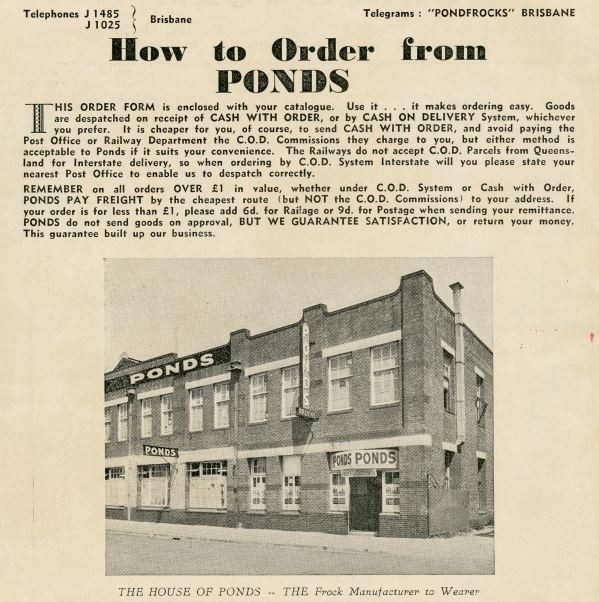 Telephones J 1485
J 1025
Brisbane
Telegrams : "PONDFROCKS" BRISBANE
How to Order from
PONDS
THIS ORDER FORM is enclosed with your catalogue. Use it . . . it makes ordering easy. Goods
are despatched on receipt of CASH WITH ORDER, or by CASH ON DELIVERY System, whichever
you prefer. It is cheaper for you, of course, to send CASH WITH ORDER, and avoid paying the
Post Office or Railway Department the C.O.D. Commissions they charge to you, but either method is
acceptable to Ponds if it suits your convenience. The Railways do not accept C.O.D. Parcels from Queens-
land for Interstate delivery, so when ordering by C.O.D. System Interstate will you please state your
nearest Post Office to enable us to despatch correctly.
REMEMBER on all orders OVER £1 in value, whether under C.O.D. System or Cash with Order,
PONDS PAY FREIGHT by the cheapest route (but NOT the C.O.D. Commissions) to your address. If
your order is for less than £1, please add 6d. for Railage or 9d. for Postage when sending your remittance.
PONDS do not send goods on approval, BUT WE GUARANTEE SATISFACTION, or return your money.
This guarantee built up our business.
PONDS
PONDS
PONDS
PONDS PONDS
THE HOUSE OF PONDS -- THE Frock Manufacturer to Wearer